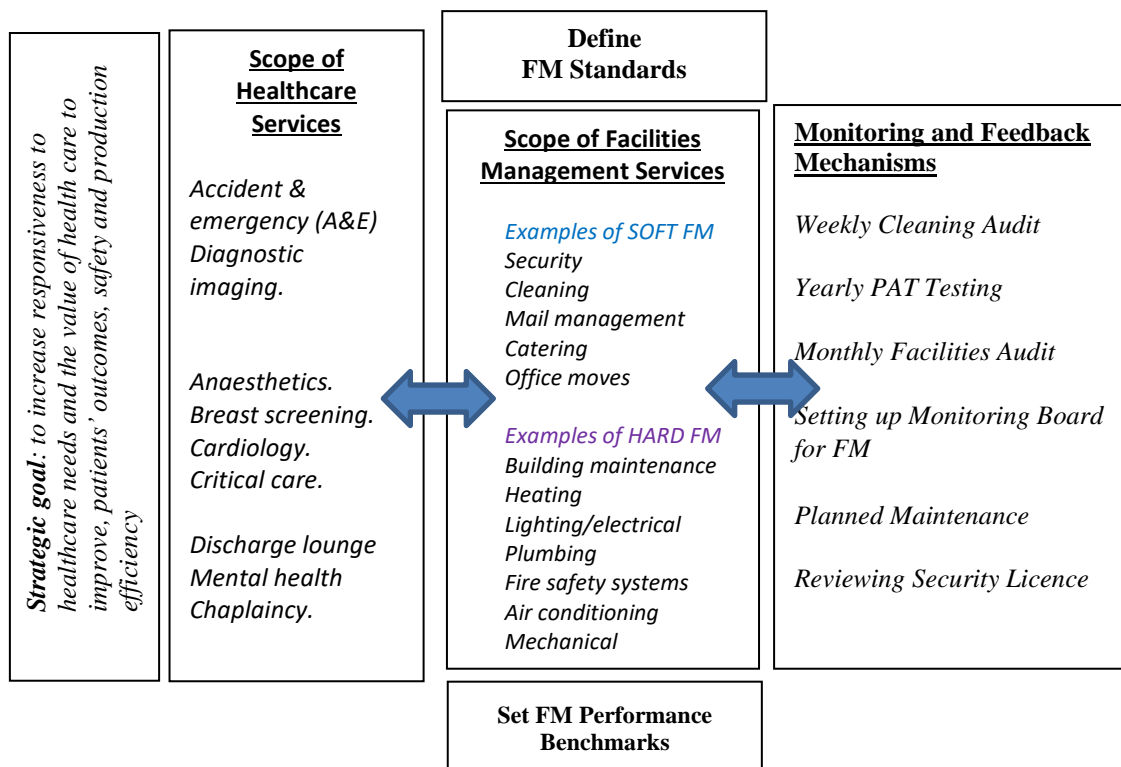 Strategic goal: to increase responsiveness to
healthcare needs and the value of health care to
improve, patients’ outcomes, safety and production
efficiency
Scope of
Healthcare
Services
Accident &
emergency (A&E)
Diagnostic
imaging.
Anaesthetics.
Breast screening.
Cardiology.
Critical care.
Discharge lounge
Mental health
Chaplaincy.
Define
FM Standards
Scope of Facilities
Management Services
Examples of SOFT FM
Security
Cleaning
Mail management
Catering
Office moves
Examples of HARD FM
Building maintenance
Heating
Lighting/electrical
Plumbing
Fire safety systems
Air conditioning
Mechanical
Set FM Performance
Benchmarks
Monitoring and Feedback
Mechanisms
Weekly Cleaning Audit
Yearly PAT Testing
Monthly Facilities Audit
Setting up Monitoring Board
for FM
Planned Maintenance
Reviewing Security Licence